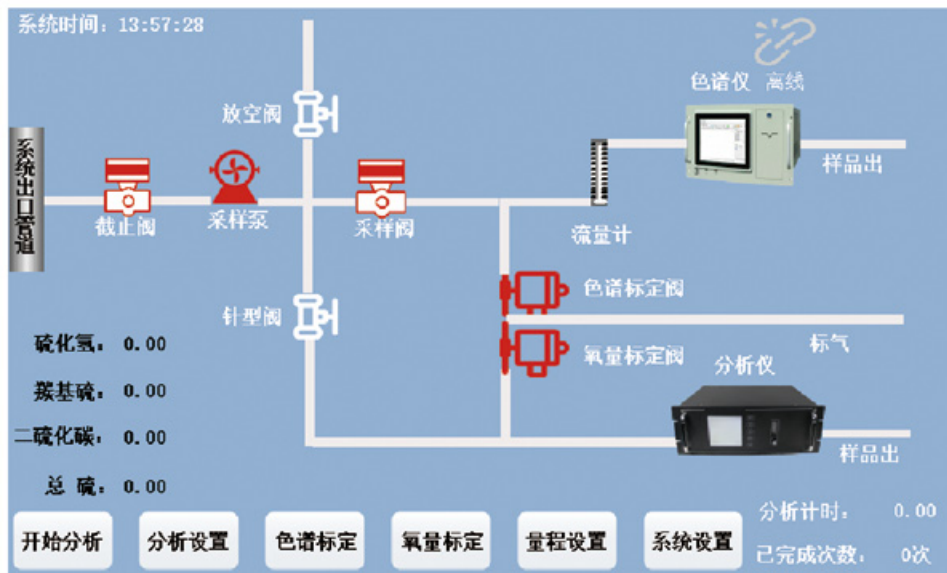 系统时间：13:57:28
色谱仪 离线
放空阀
样品出
系统出口管道
截止阀
采样泵
采样阀
流量计
色谱标定阀
针型阀
标气
硫化氢：0.00
氧量标定阀
分析仪
羰基硫：0.00
二硫化碳：0.00
样品出
总 硫：0.00
分析计时： 0.00
开始分析
分析设置
色谱标定
氧量标定
量程设置
系统设置
已完成次数： 0次